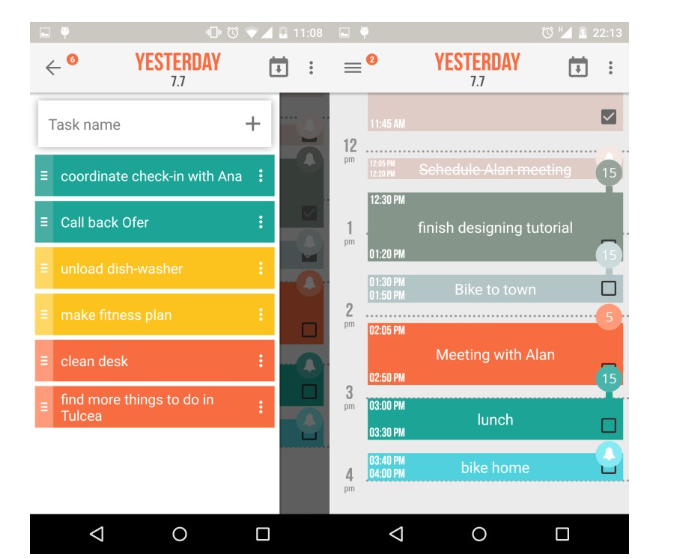 11:08
6
YESTERDAY
7.7
Task name
coordinate check-in with Ana
Call back Ofer
unload dish-washer
make fitness plan
clean desk
find more things to do in
Tulcea
22:13
2
YESTERDAY
7.7
11:45 AM
12
pm
12:05 PM
12:20 PM
Schedule Alan meeting
15
12:30 PM
1
pm
finish designing tutorial
01:20 PM
15
01:30 PM
01:50 PM
Bike to town
2
pm
5
02:05 PM
Meeting with Alan
02:50 PM
15
3
pm
03:00 PM
lunch
03:30 PM
03:40 PM
04:00 PM
bike home
4
pm